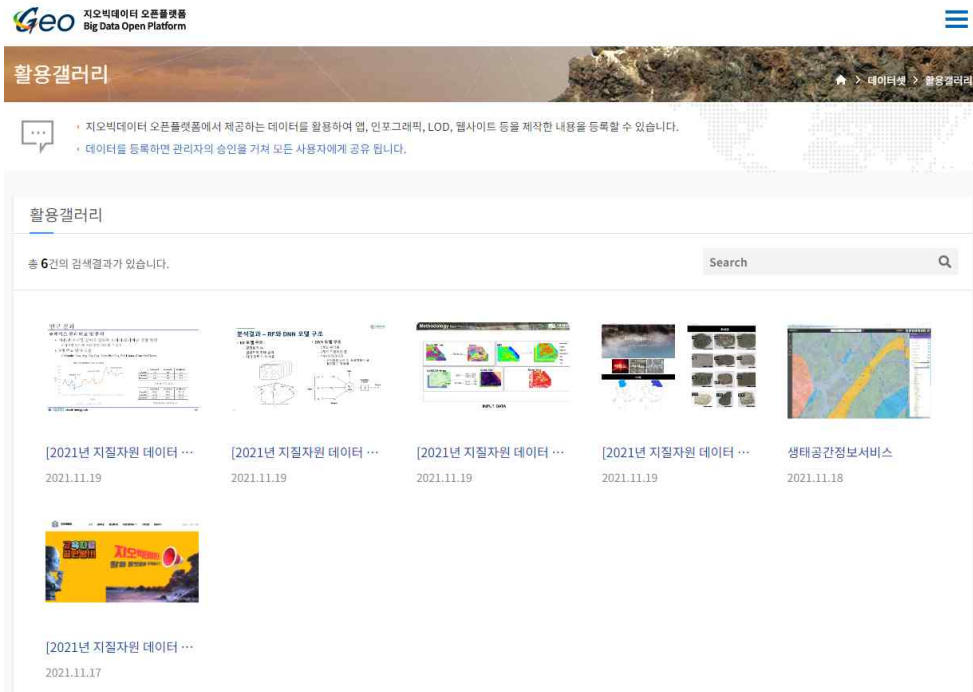 Geo 지오빅데이터 오픈플랫폼
Big Data Open Platform
활용갤러리
데이터셋 > 활용갤러리
지오빅데이터 오픈플랫폼에서 제공하는 데이터를 활용하여 앱, 인포그래픽, LOD, 웹사이트 등을 제작한 내용을 등록할 수 있습니다.
데이터를 등록하면 관리자의 승인을 거쳐 모든 사용자에게 공유 됩니다.
활용갤러리
총 6건의 검색결과가 있습니다.
Search
연구 결과
분석결과 – RF와 DNN 모델 구조
Methodology
INPUT DATA
[2021년 지질자원 데이터 …
2021.11.19
[2021년 지질자원 데이터 …
2021.11.19
[2021년 지질자원 데이터 …
2021.11.19
[2021년 지질자원 데이터 …
2021.11.19
생태공간정보서비스
2021.11.18
지오빅데이터
[2021년 지질자원 데이터 …
2021.11.17